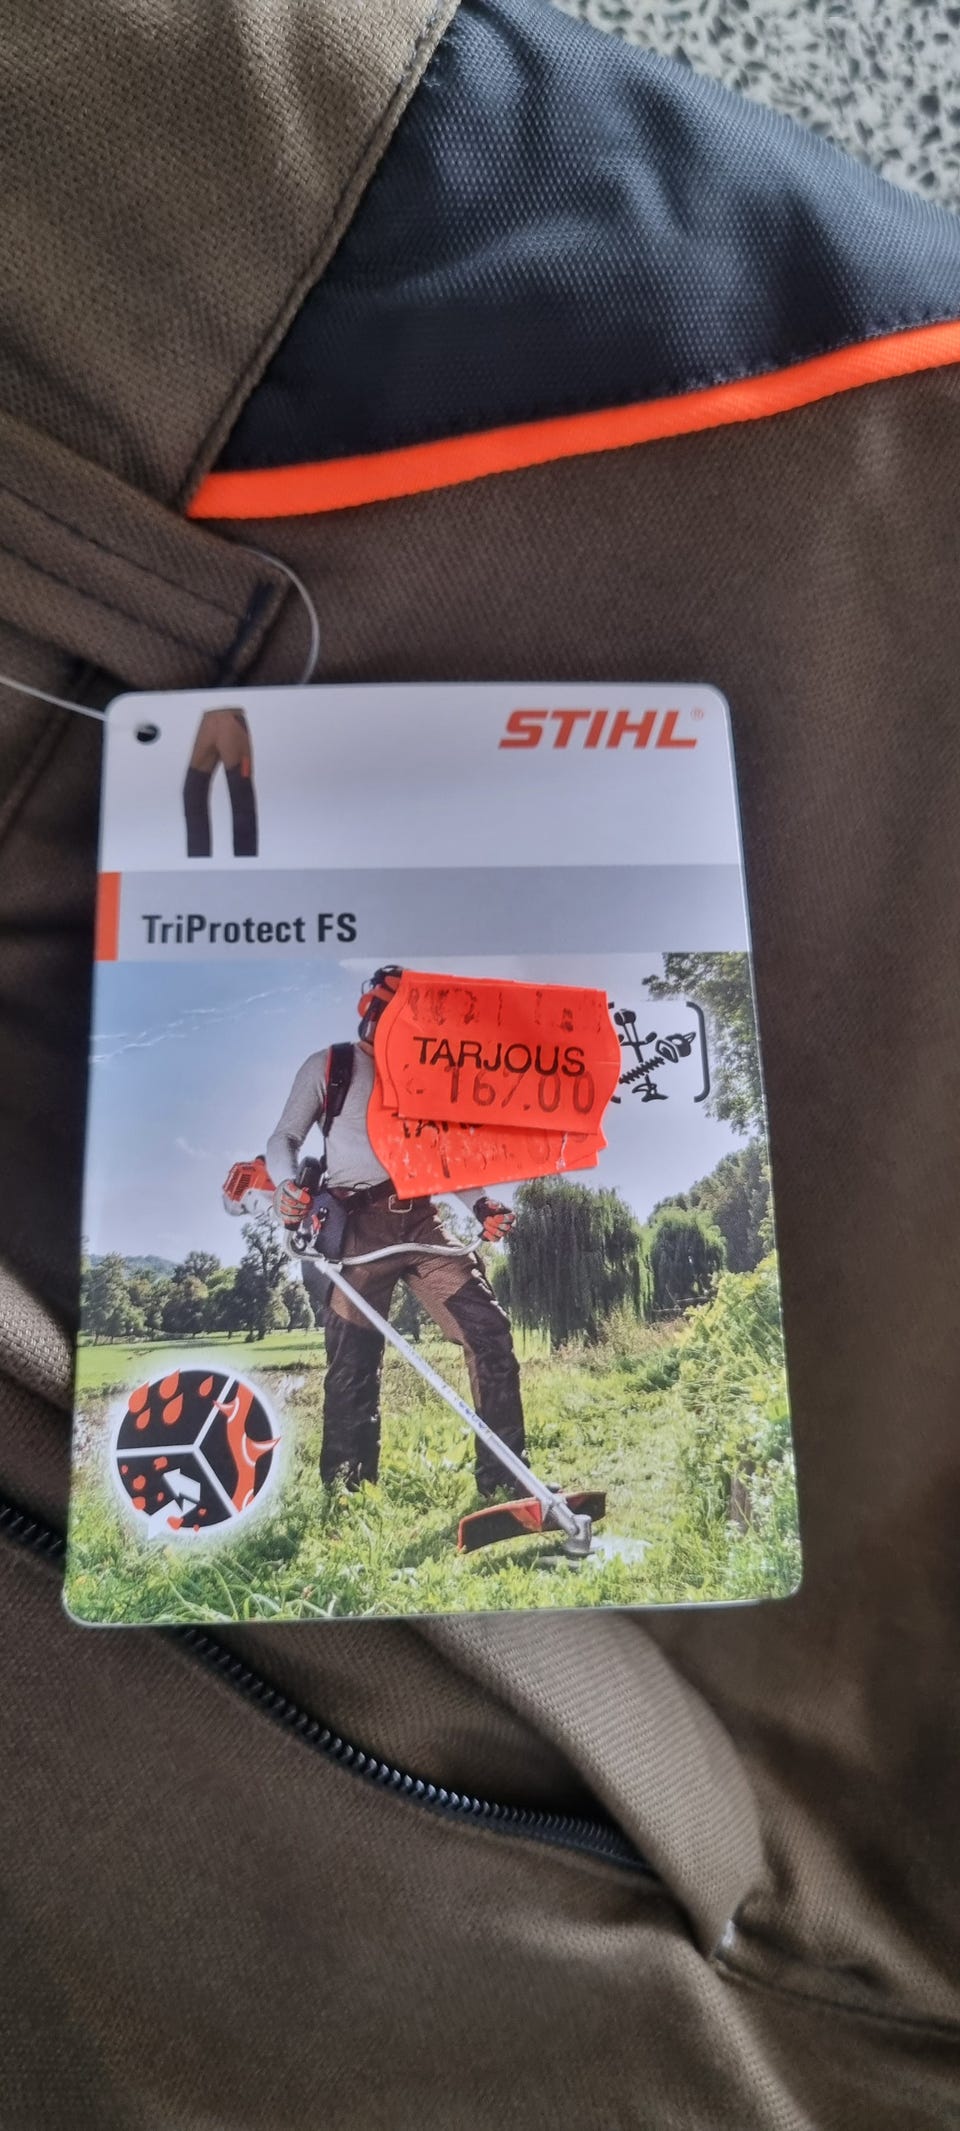 STIHL®
TriProtect FS
TARJOUS
167.00